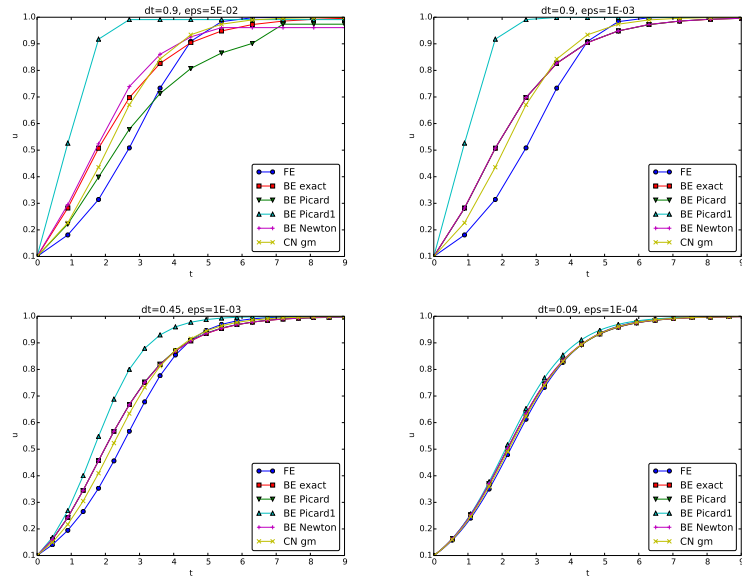 dt=0.9, eps=5E-02
1.0
0.9
0.8
0.7
0.6
0.5
0.4
0.3
0.2
0.1
u
0 1 2 3 4 5 6 7 8 9
t
FE
BE exact
BE Picard
BE Picard1
BE Newton
CN gm
dt=0.9, eps=1E-03
1.0
0.9
0.8
0.7
0.6
0.5
0.4
0.3
0.2
0.1
u
0 1 2 3 4 5 6 7 8 9
t
FE
BE exact
BE Picard
BE Picard1
BE Newton
CN gm
dt=0.45, eps=1E-03
1.0
0.9
0.8
0.7
0.6
0.5
0.4
0.3
0.2
0.1
u
0 1 2 3 4 5 6 7 8 9
t
FE
BE exact
BE Picard
BE Picard1
BE Newton
CN gm
dt=0.09, eps=1E-04
1.0
0.9
0.8
0.7
0.6
0.5
0.4
0.3
0.2
0.1
u
0 1 2 3 4 5 6 7 8 9
t
FE
BE exact
BE Picard
BE Picard1
BE Newton
CN gm